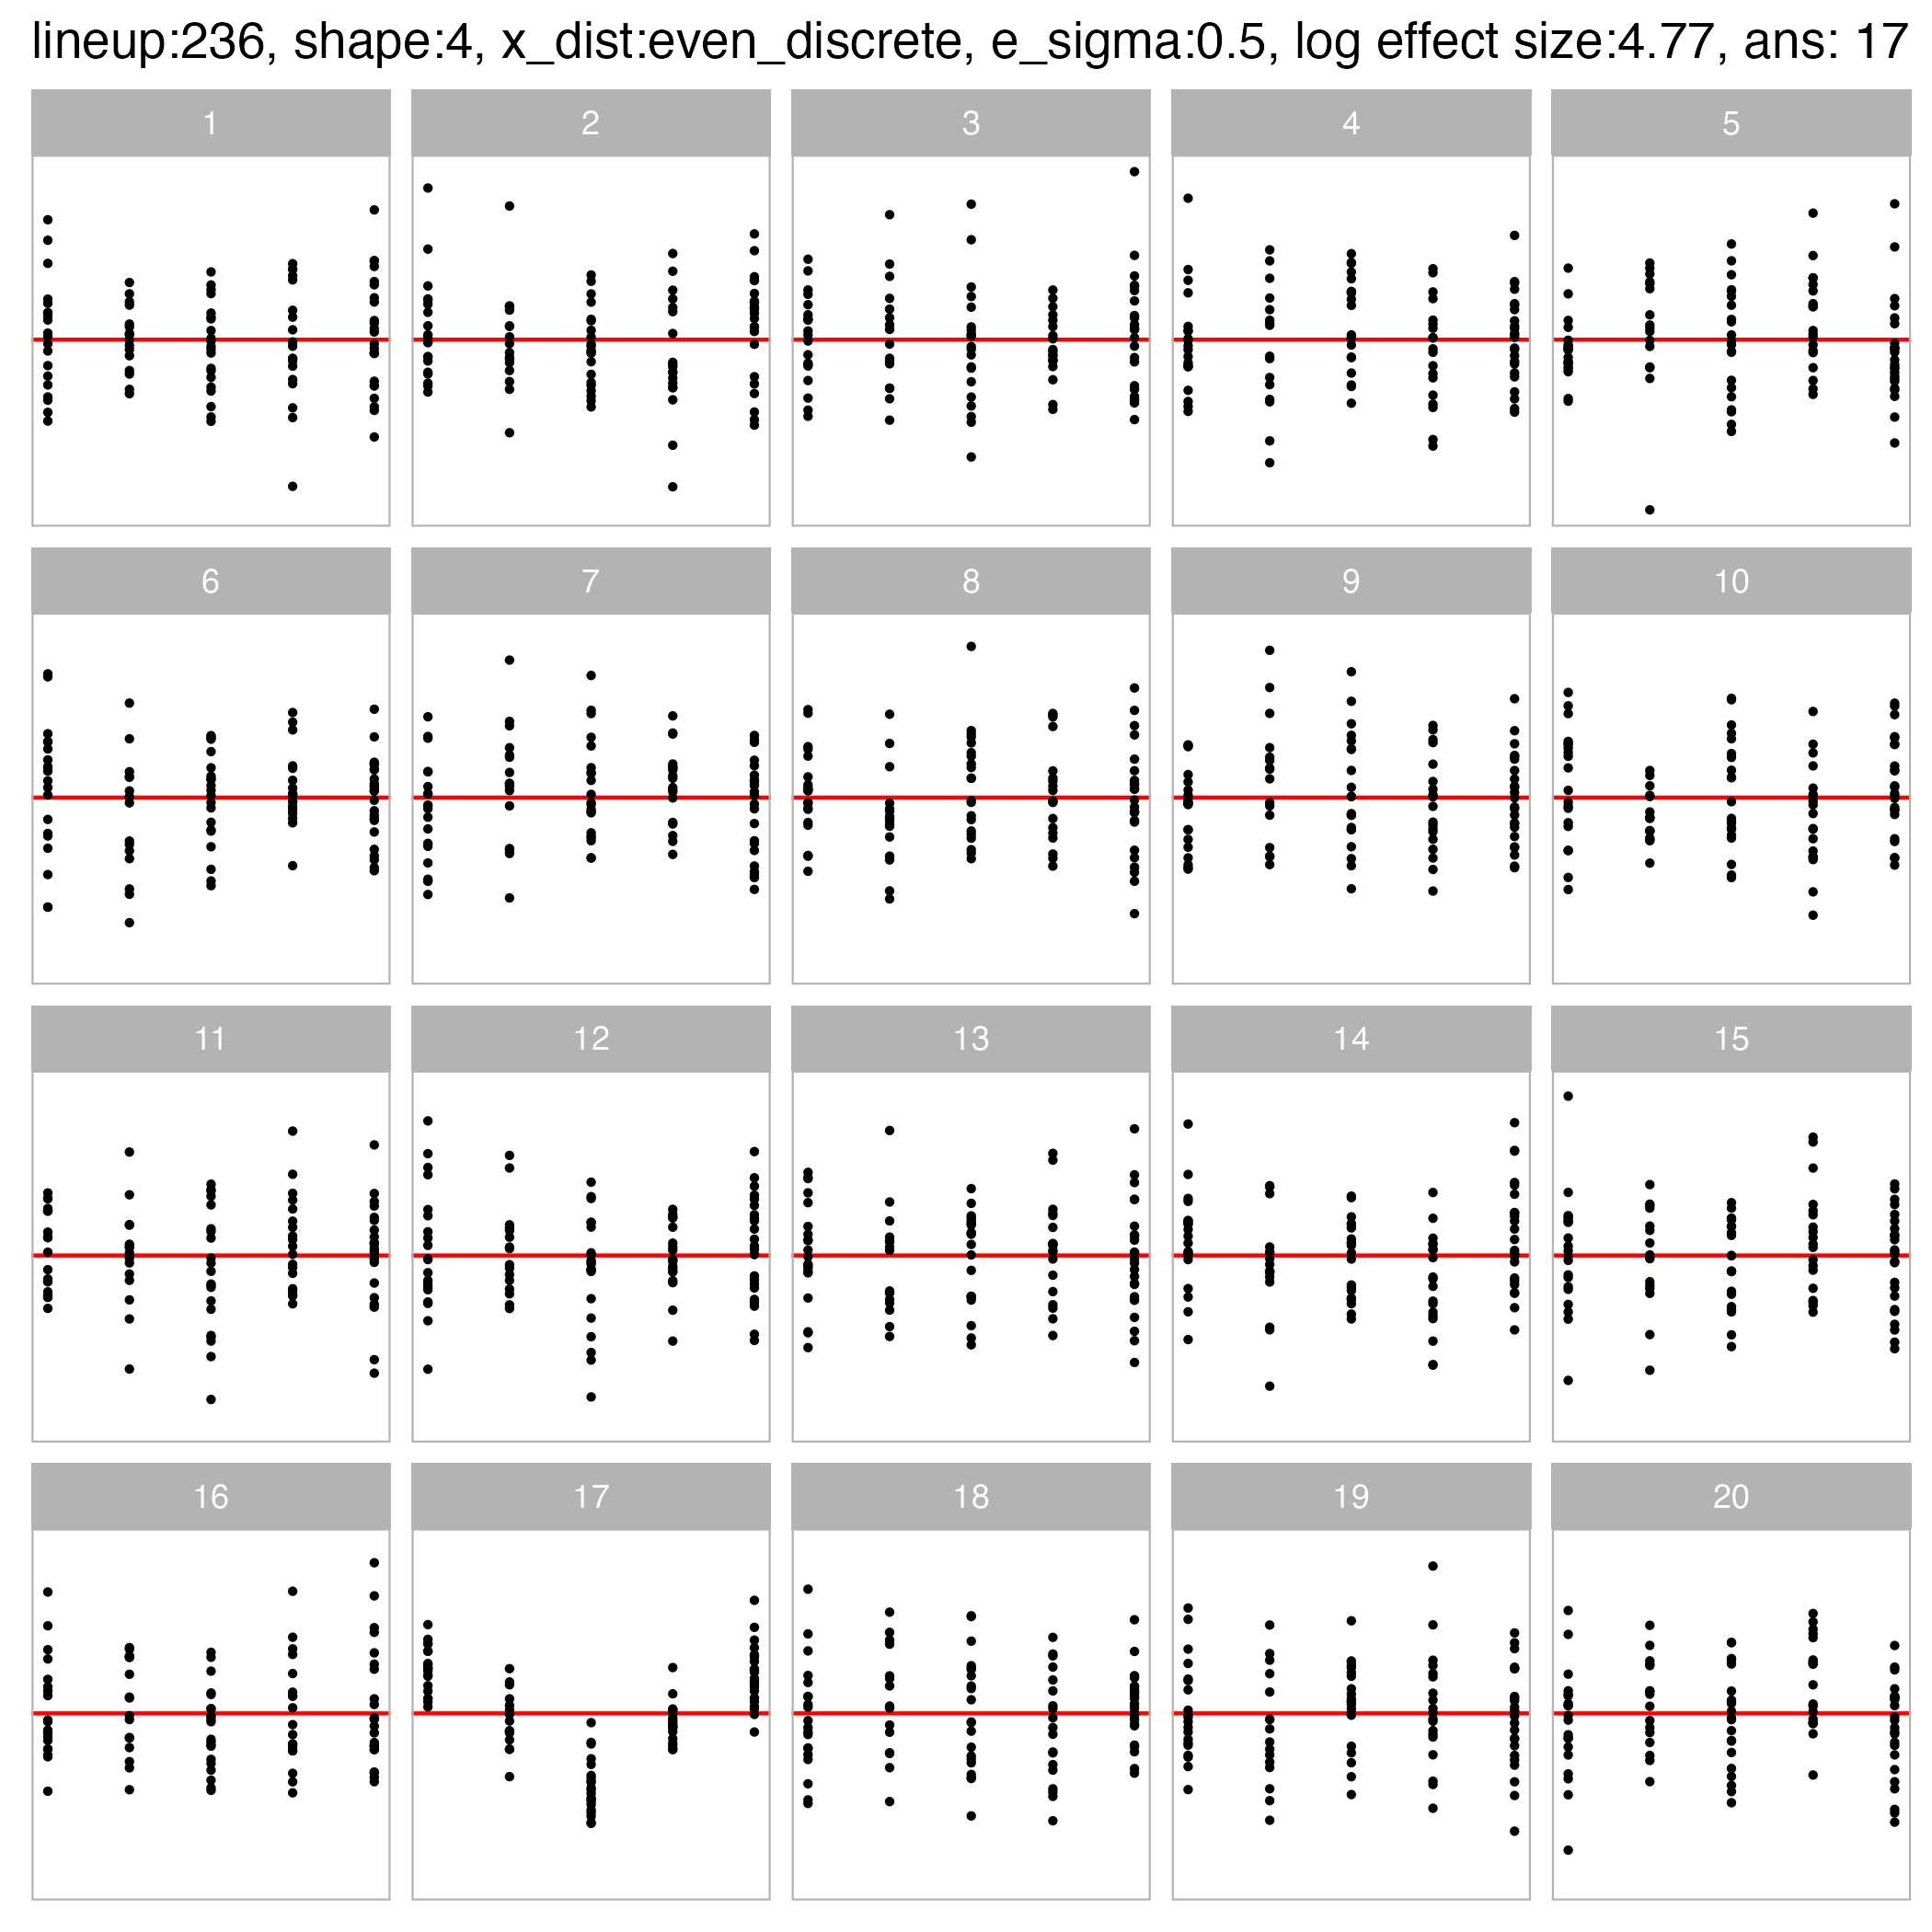 lineup:236, shape:4, x_dist:even_discrete, e_sigma:0.5, log effect size:4.77, ans: 17
1 2 3 4 5
6 7 8 9 10
11 12 13 14 15
16 17 18 19 20